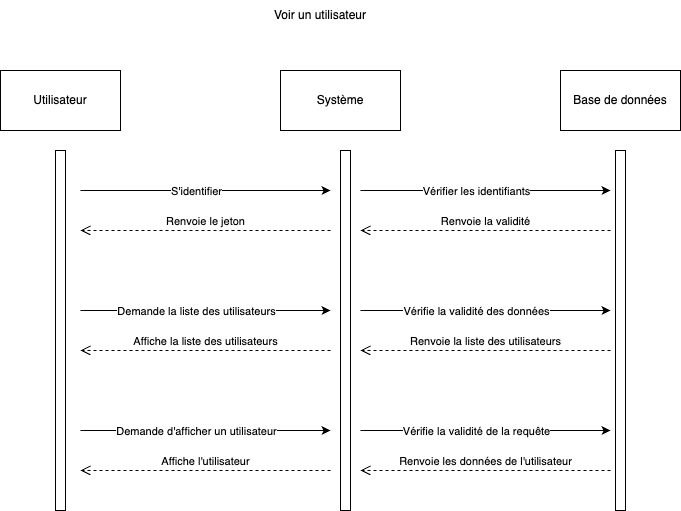 Voir un utilisateur
Utilisateur
Système
Base de données
S'identifier
Vérifier les identifiants
Renvoie le jeton
Renvoie la validité
Demande la liste des utilisateurs
Vérifie la validité des données
Affiche la liste des utilisateurs
Renvoie la liste des utilisateurs
Demande d'afficher un utilisateur
Vérifie la validité de la requête
Affiche l'utilisateur
Renvoie les données de l'utilisateur